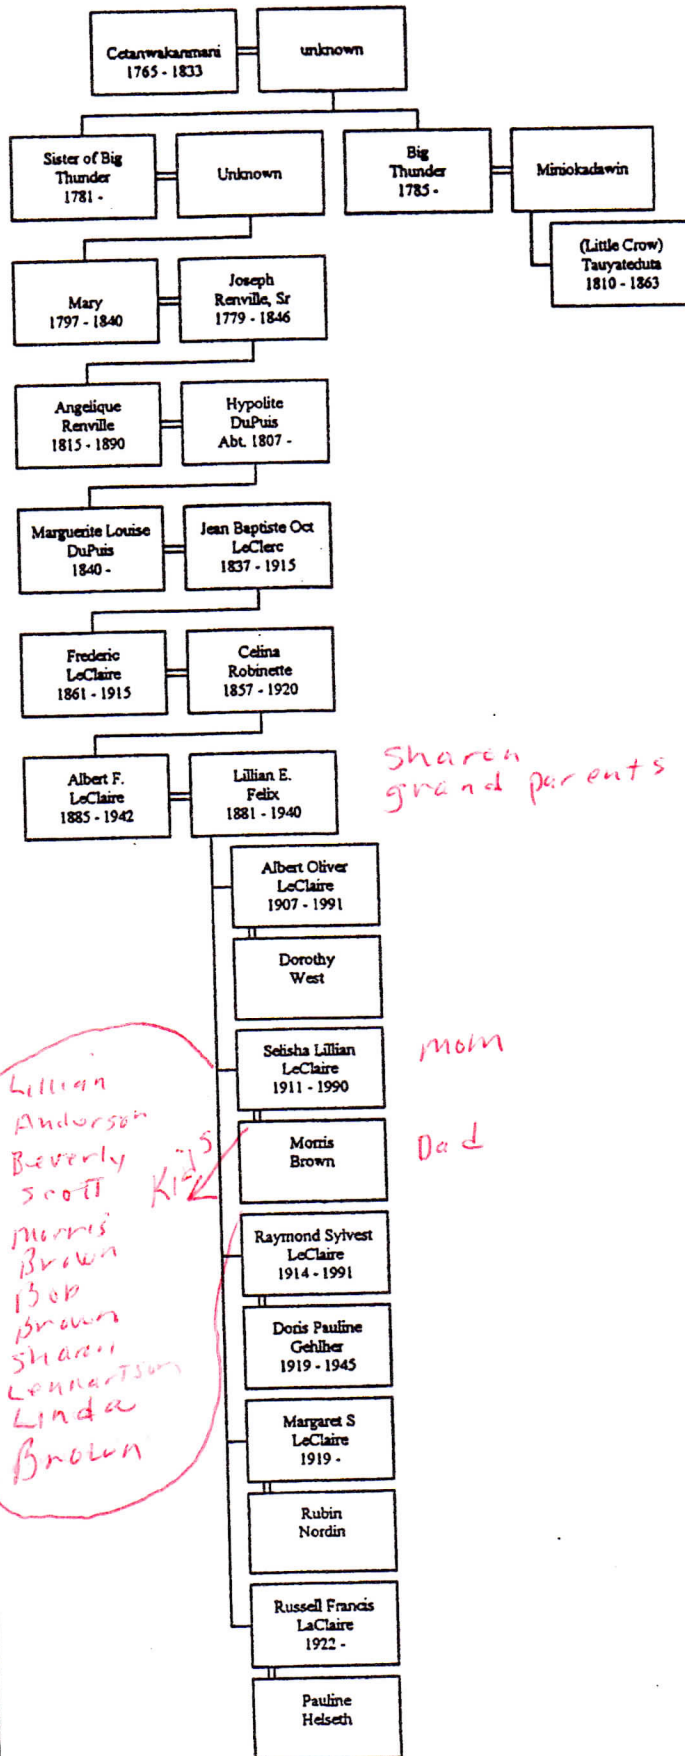 Cetanwakanmani
1765 - 1833
unknown
Sister of Big
Thunder
1781 -
Unknown
Big
Thunder
1785 -
Miniokadawin
(Little Crow)
Tauyateduta
1810 - 1863
Mary
1797 - 1840
Joseph
Renville, Sr
1779 - 1846
Angelique
Renville
1815 - 1890
Hypolite
DuPuis
Abt. 1807 -
Marguerite Louise
DuPuis
1840 -
Jean Baptiste Oct
LeClerc
1837 - 1915
Frederic
LeClaire
1861 - 1915
Celina
Robinette
1857 - 1920
Albert F.
LeClaire
1885 - 1942
Lillian E.
Felix
1881 - 1940
Sharon
grand parents
Albert Oliver
LeClaire
1907 - 1991
Dorothy
West
Selisha Lillian
LeClaire
1911 - 1990
mom
Morris
Brown
Dad
Kids
Lillian
Anderson
Beverly
Scott
Morris
Brown
Bob
Brown
Sharon
Lennartson
Linda
Brown
Raymond Sylvest
LeClaire
1914 - 1991
Doris Pauline
Gehlher
1919 - 1945
Margaret S
LeClaire
1919 -
Rubin
Nordin
Russell Francis
LaClaire
1922 -
Pauline
Helseth